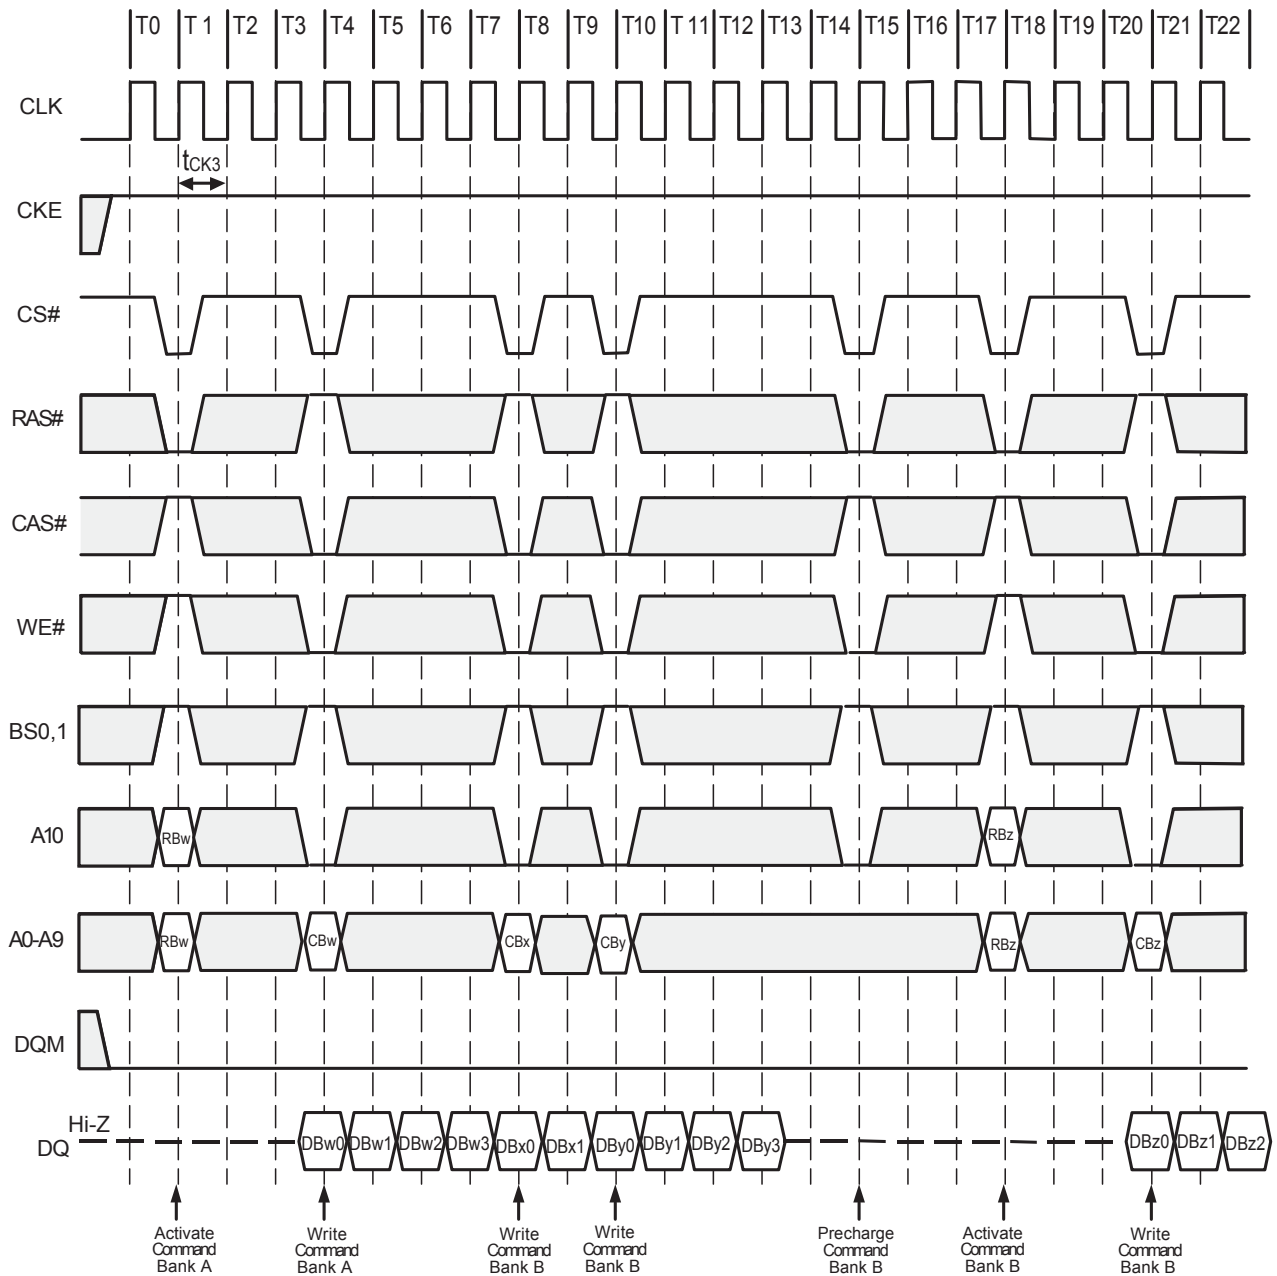 T0 T 1 T2 T3 T4 T5 T6 T7 T8 T9 T10 T 11 T12 T13 T14 T15 T16 T17 T18 T19 T20 T21 T22
CLK
tCK3
CKE
CS#
RAS#
CAS#
WE#
BS0,1
A10
RBw RBz
A0-A9
RBw CBw CBx CBy RBz CBz
DQM
Hi-Z
DQ
DBw0 DBw1 DBw2 DBw3 DBx0 DBx1 DBy0 DBy1 DBy2 DBy3 DBz0 DBz1 DBz2
Activate
Command
Bank A
Write
Command
Bank A
Write
Command
Bank B
Write
Command
Bank B
Precharge
Command
Bank B
Activate
Command
Bank B
Write
Command
Bank B